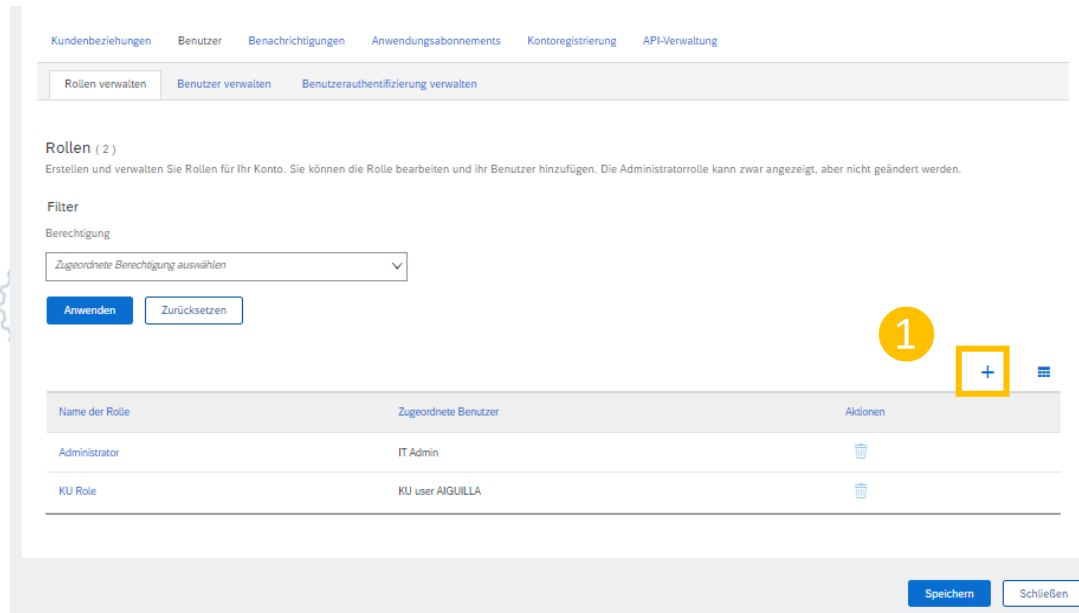 Kundenbeziehungen Benutzer Benachrichtigungen Anwendungsabonnements Kontoregistrierung API-Verwaltung
Rollen verwalten Benutzer verwalten Benutzerauthentifizierung verwalten
Rollen ( 2 )
Erstellen und verwalten Sie Rollen für Ihr Konto. Sie können die Rolle bearbeiten und ihr Benutzer hinzufügen. Die Administratorrolle kann zwar angezeigt, aber nicht geändert werden.
Filter
Berechtigung
Zugeordnete Berechtigung auswählen
Anwenden Zurücksetzen
1
+
Name der Rolle Zugeordnete Benutzer Aktionen
Administrator IT Admin
KU Role KU user AIGUILLA
Speichern Schließen